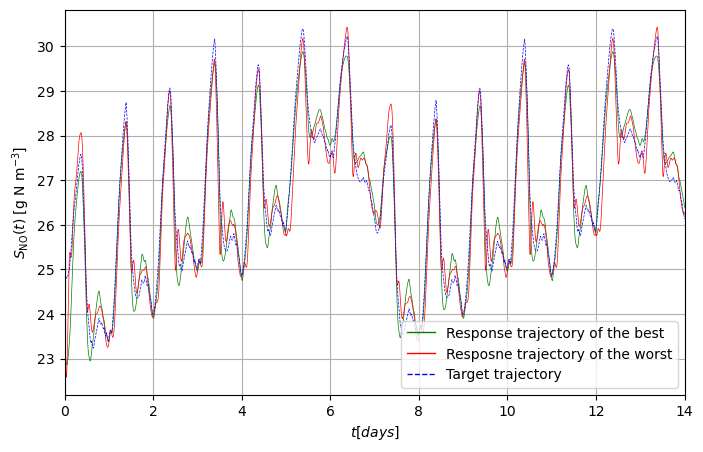 30
29
28
27
26
25
24
23
s_NO(t) [g N m⁻³]
0 2 4 6 8 10 12 14
t[days]
Response trajectory of the best
Resposne trajectory of the worst
Target trajectory